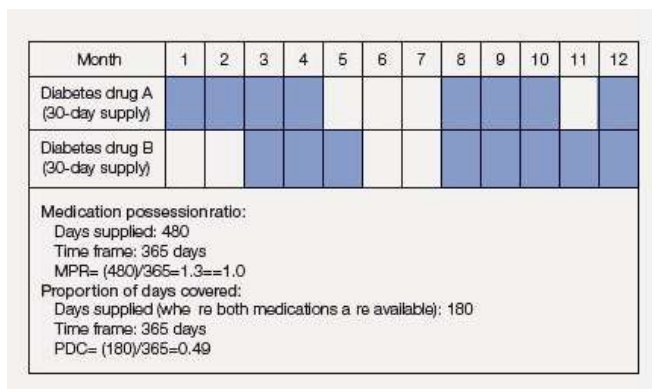 Month 1 2 3 4 5 6 7 8 9 10 11 12
Diabetes drug A
(30-day supply)
Diabetes drug B
(30-day supply)
Medication possessionratio:
Days supplied: 480
Time frame: 365 days
MPR= (480)/365=1.3==1.0
Proportion of days covered:
Days supplied (whe re both medications a re available): 180
Time frame: 365 days
PDC= (180)/365=0.49